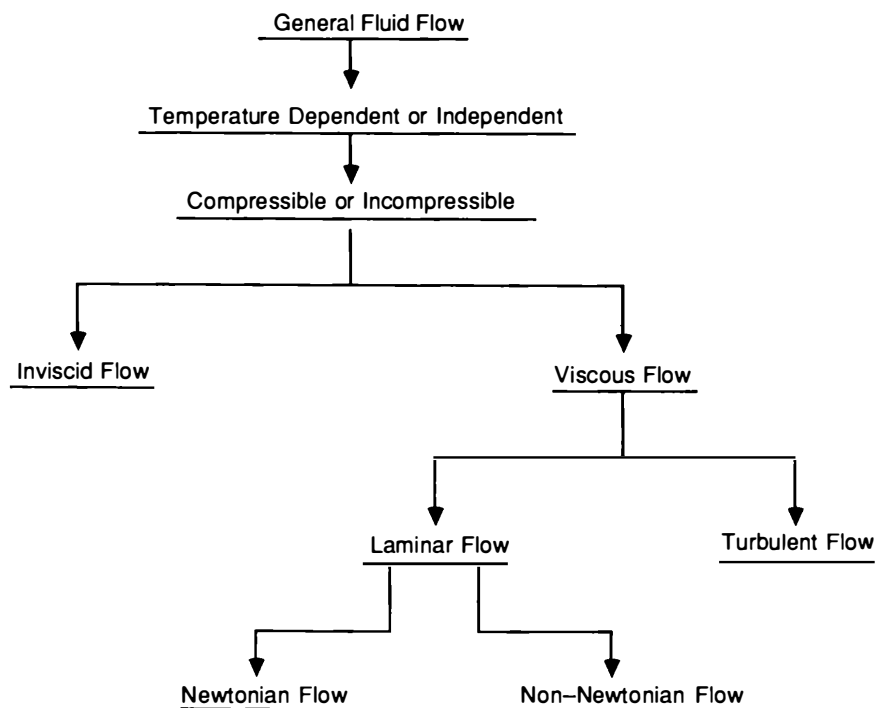 General Fluid Flow
Temperature Dependent or Independent
Compressible or Incompressible
Inviscid Flow
Viscous Flow
Laminar Flow
Turbulent Flow
Newtonian Flow
Non–Newtonian Flow